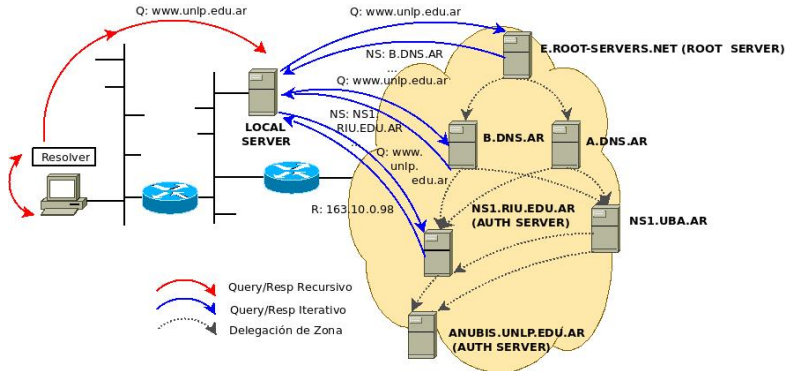 Q: www.unlp.edu.ar
Q: www.unlp.edu.ar
E.ROOT-SERVERS.NET (ROOT SERVER)
NS: B.DNS.AR
...
Q: www.unlp.edu.ar
LOCAL
SERVER
NS: NS1.
RIU.EDU.AR
...
B.DNS.AR
A.DNS.AR
Q: www.
unlp.
edu.ar
Resolver
R: 163.10.0.98
NS1.RIU.EDU.AR
(AUTH SERVER)
NS1.UBA.AR
Query/Resp Recursivo
Query/Resp Iterativo
Delegación de Zona
ANUBIS.UNLP.EDU.AR
(AUTH SERVER)